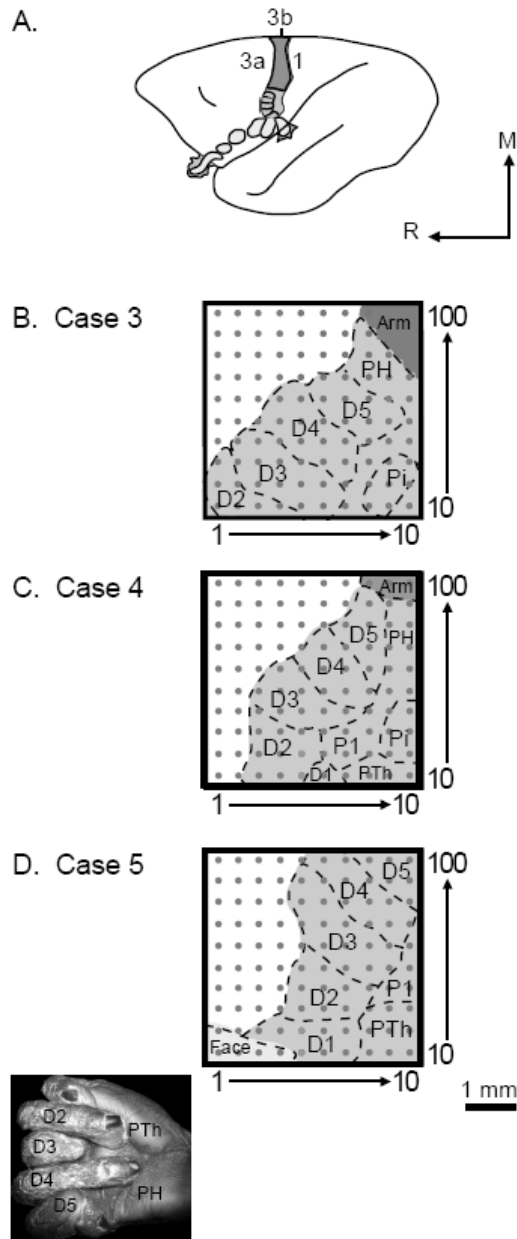 A.
3b
3a 1
M
R
B. Case 3
Arm
100
PH
D5
D4
D3
Pi
D2
10
1 10
C. Case 4
Arm
100
D5
PH
D4
D3
D2
P1
Pi
D1
PTh
10
1 10
D. Case 5
D5
100
D4
D3
D2
P1
PTh
Face
D1
10
1 10
1 mm
D2
PTh
D3
D4
PH
D5